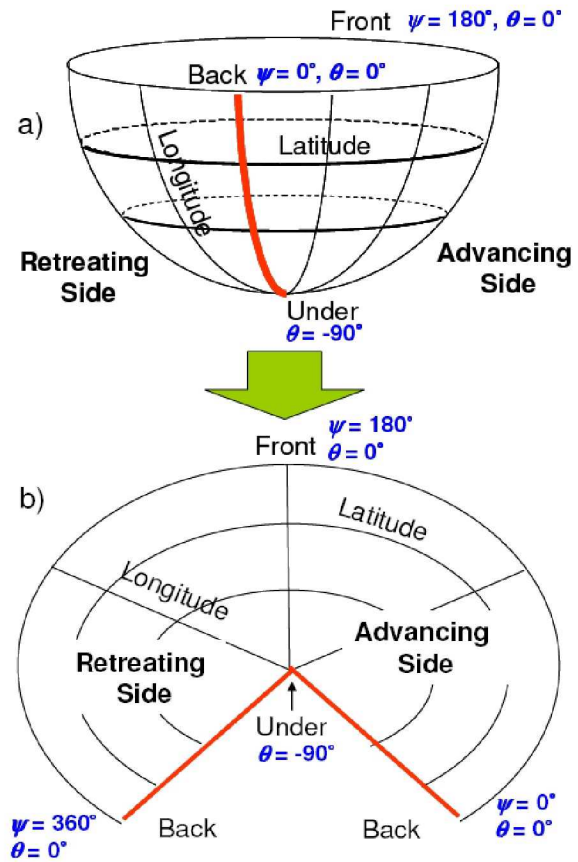 Front ψ = 180°, θ = 0°
Back ψ = 0°, θ = 0°
a)
Longitude
Latitude
Retreating
Side
Advancing
Side
Under
θ = -90°
ψ = 180°
Front θ = 0°
b)
Latitude
Longitude
Retreating
Side
Advancing
Side
Under
θ = -90°
ψ = 360°
θ = 0°
Back
Back
ψ = 0°
θ = 0°